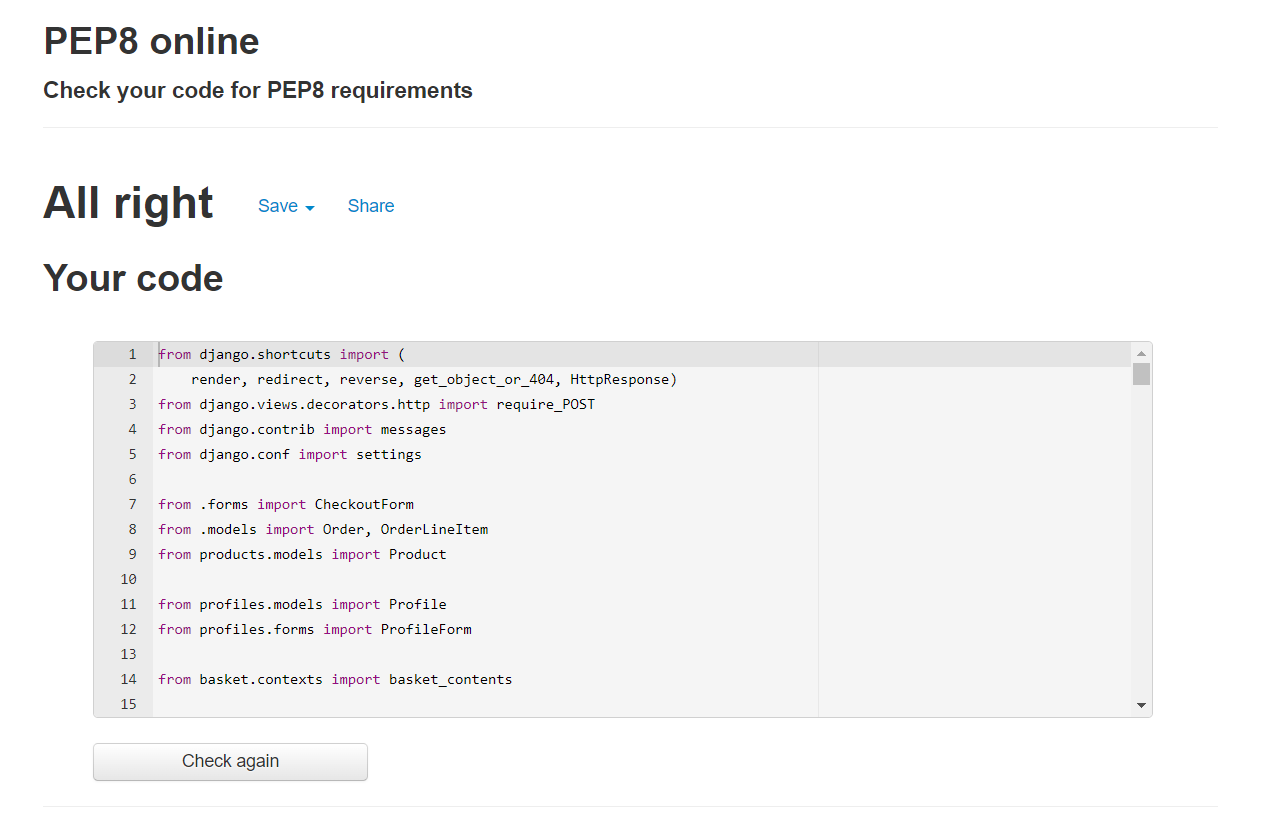 PEP8 online
Check your code for PEP8 requirements
All right Save Share
Your code
1 from django.shortcuts import (
2     render, redirect, reverse, get_object_or_404, HttpResponse)
3 from django.views.decorators.http import require_POST
4 from django.contrib import messages
5 from django.conf import settings
6
7 from .forms import CheckoutForm
8 from .models import Order, OrderLineItem
9 from products.models import Product
10
11 from profiles.models import Profile
12 from profiles.forms import ProfileForm
13
14 from basket.contexts import basket_contents
15
Check again